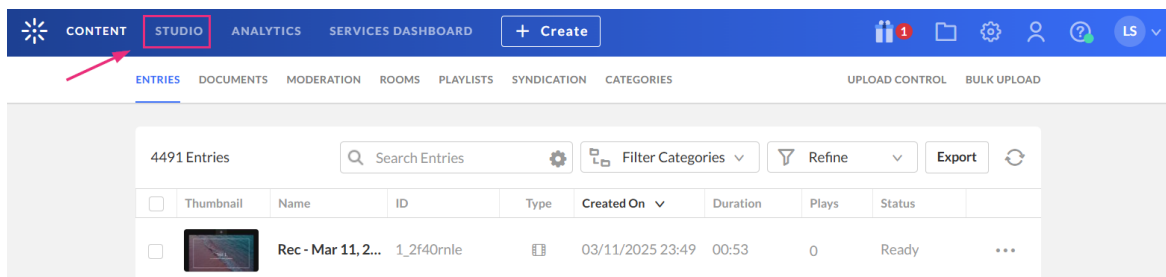 CONTENT STUDIO ANALYTICS SERVICES DASHBOARD + Create 1 LS
ENTRIES DOCUMENTS MODERATION ROOMS PLAYLISTS SYNDICATION CATEGORIES UPLOAD CONTROL BULK UPLOAD
4491 Entries Search Entries Filter Categories Refine Export
Thumbnail Name ID Type Created On Duration Plays Status
Rec - Mar 11, 2... 1_2f40rnle 03/11/2025 23:49 00:53 0 Ready